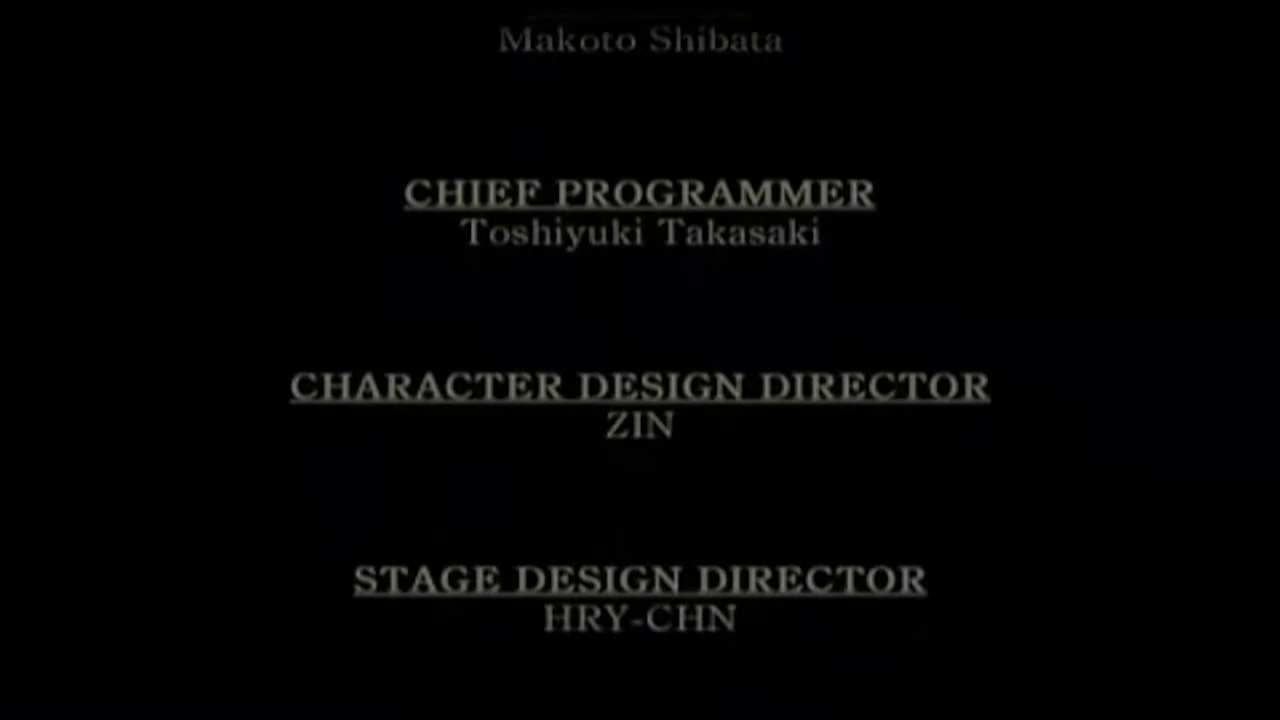 Makoto Shibata
CHIEF PROGRAMMER
Toshiyuki Takasaki
CHARACTER DESIGN DIRECTOR
ZIN
STAGE DESIGN DIRECTOR
HRY-CHN